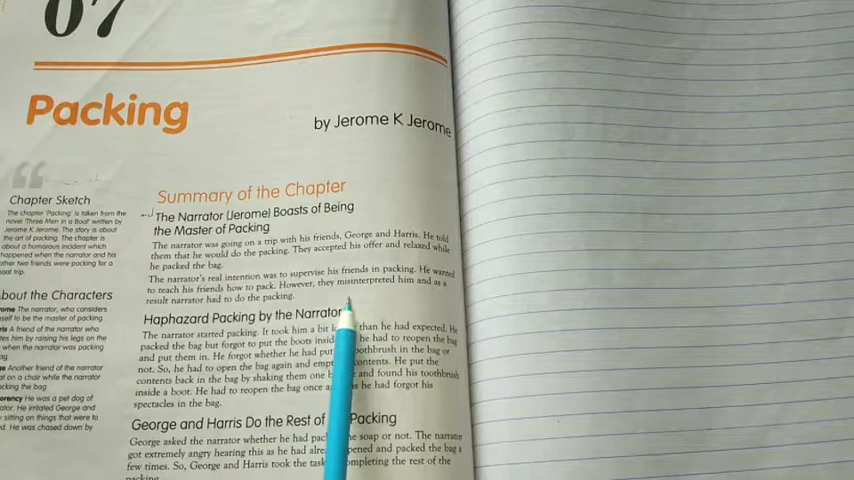 07
Packing
by Jerome K Jerome
Chapter Sketch
The chapter 'Packing' is taken from the
novel 'Three Men in a Boat' written by
Jerome K Jerome. The story is about
the art of packing. The chapter is
about a humorous incident which
happened when the narrator and his
other two friends were packing for a
boat trip.
bout the Characters
ome The narrator, who considers
self to be the master of packing.
is A friend of the narrator who
tes him by raising his legs on the
when the narrator was packing
ag.
ge Another friend of the narrator
at on a chair while the narrator
cking the bag
orency He was a pet dog of
ator. He irritated George and
y sitting on things that were to
d. He was chased down by
Summary of the Chapter
The Narrator (Jerome) Boasts of Being
the Master of Packing
The narrator was going on a trip with his friends, George and Harris. He told
them that he would do the packing. They accepted his offer and relaxed while
he packed the bag.
The narrator's real intention was to supervise his friends in packing. He wanted
to teach his friends how to pack. However, they misinterpreted him and as a
result narrator had to do the packing.
Haphazard Packing by the Narrator
The narrator started packing. It took him a bit than he had expected. He
packed the bag but forgot to put the boots he had to reopen the bag
and put them in. He forgot whether he had put oothbrush in the bag or
not. So, he had to open the bag again and contents. He put the
contents back in the bag by shaking them one and found his toothbrush
inside a boot. He had to reopen the bag once as he had forgot his
spectacles in the bag.
George and Harris Do the Rest of Packing
George asked the narrator whether he had soap or not. The narrator
got extremely angry hearing this as he had pened and packed the bag a
few times. So, George and Harris took the ompleting the rest of the
packing.